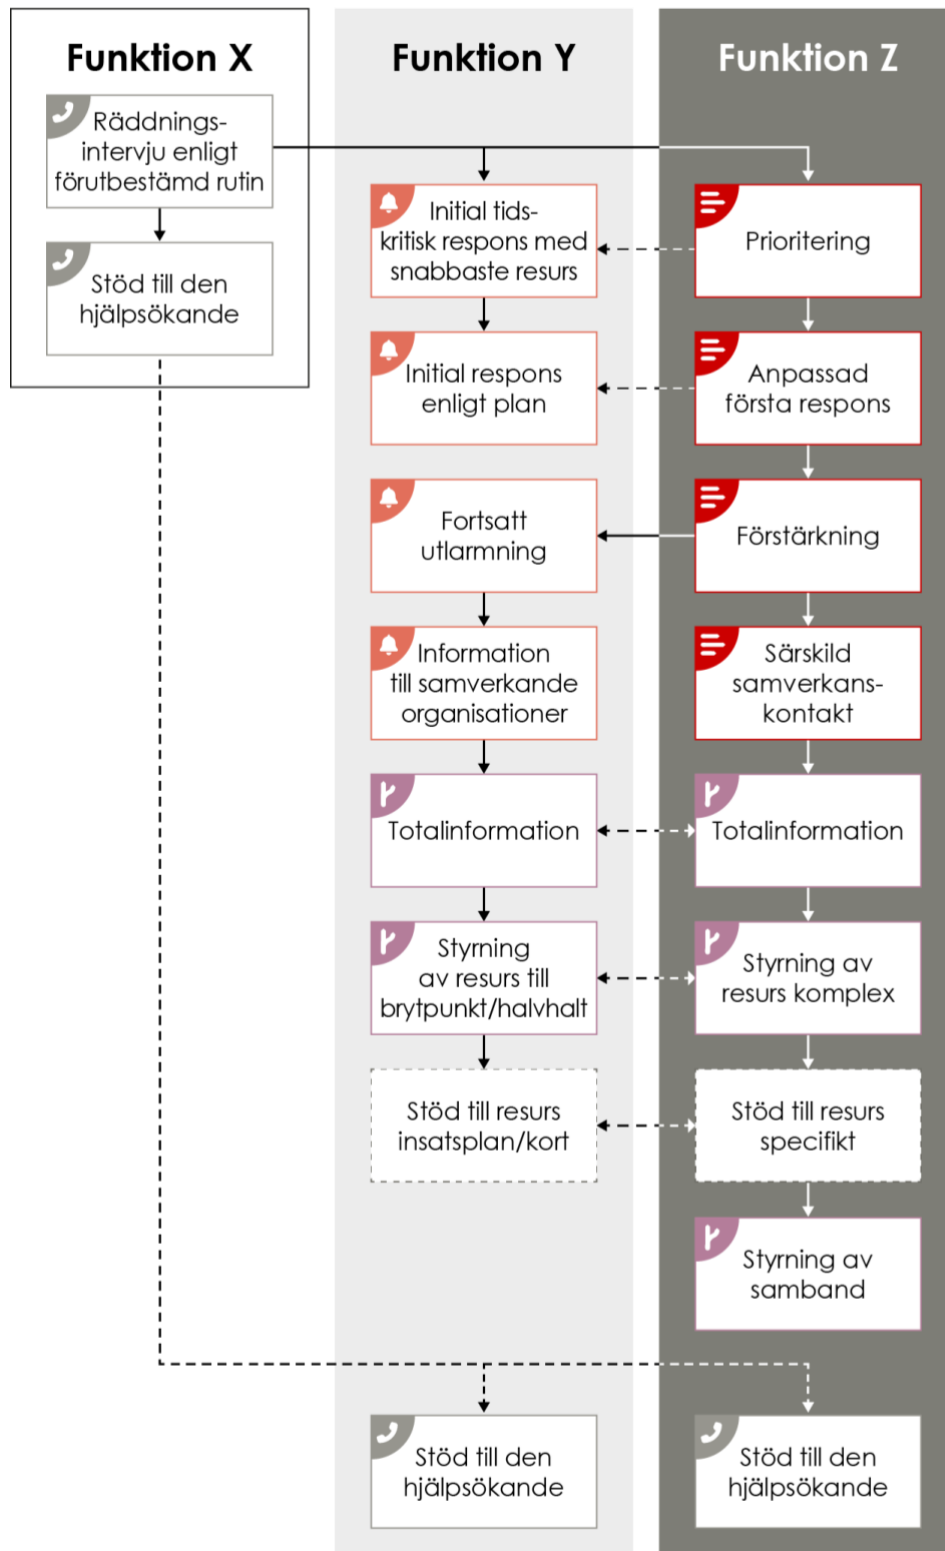 Funktion X
Räddnings-
intervju enligt
förutbestämd rutin
Stöd till den
hjälpsökande
Funktion Y
Initial tids-
kritisk respons med
snabbaste resurs
Initial respons
enligt plan
Fortsatt
utlarmning
Information
till samverkande
organisationer
Totalinformation
Styrning
av resurs till
brytpunkt/halvhalt
Stöd till resurs
insatsplan/kort
Stöd till den
hjälpsökande
Funktion Z
Prioritering
Anpassad
första respons
Förstärkning
Särskild
samverkans-
kontakt
Totalinformation
Styrning av
resurs komplex
Stöd till resurs
specifikt
Styrning av
samband
Stöd till den
hjälpsökande